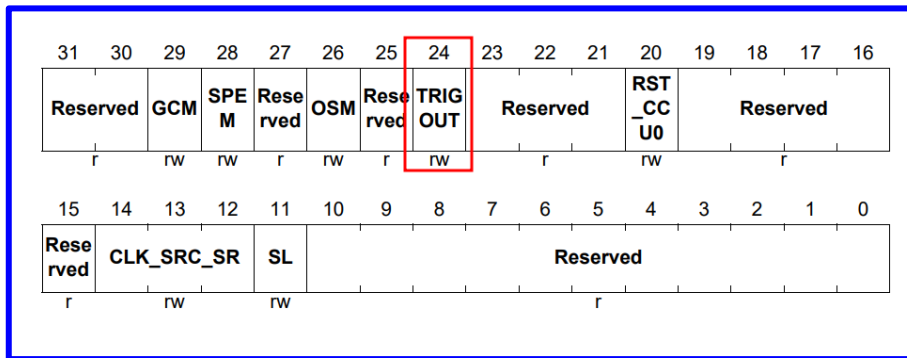 31 30 29 28 27 26 25 24 23 22 21 20 19 18 17 16
Reserved GCM SPE M Rese rved OSM Rese rved TRIG OUT Reserved RST _CC U0 Reserved
r rw rw r rw r rw r rw r
15 14 13 12 11 10 9 8 7 6 5 4 3 2 1 0
Rese rved CLK_SRC_SR SL Reserved
r rw rw r